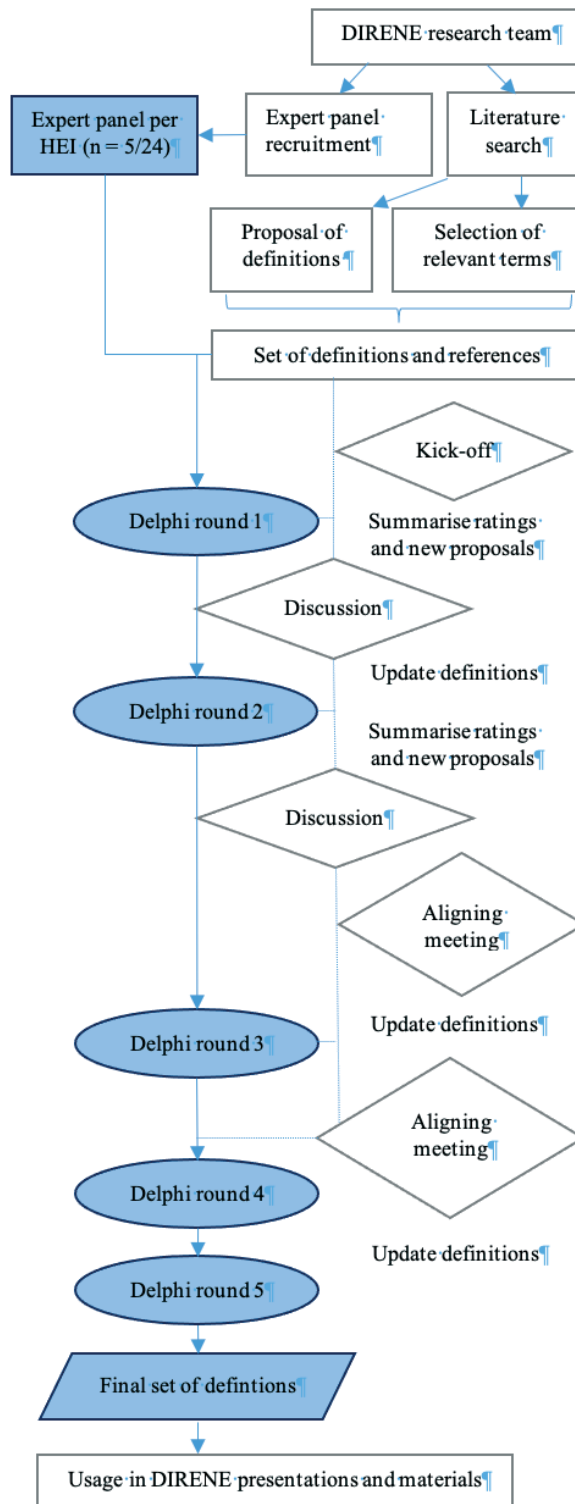 DIRENE research team¶
Expert panel per
HEI (n = 5/24)¶
Expert panel
recruitment¶
Literature
search¶
Proposal of
definitions¶
Selection of
relevant terms¶
Set of definitions and references¶
Kick-off¶
Delphi round 1¶
Summarise ratings
and new proposals¶
Discussion¶
Update definitions¶
Delphi round 2¶
Summarise ratings
and new proposals¶
Discussion¶
Aligning
meeting¶
Update definitions¶
Delphi round 3¶
Aligning
meeting¶
Delphi round 4¶
Update definitions¶
Delphi round 5¶
Final set of defintions¶
Usage in DIRENE presentations and materials¶